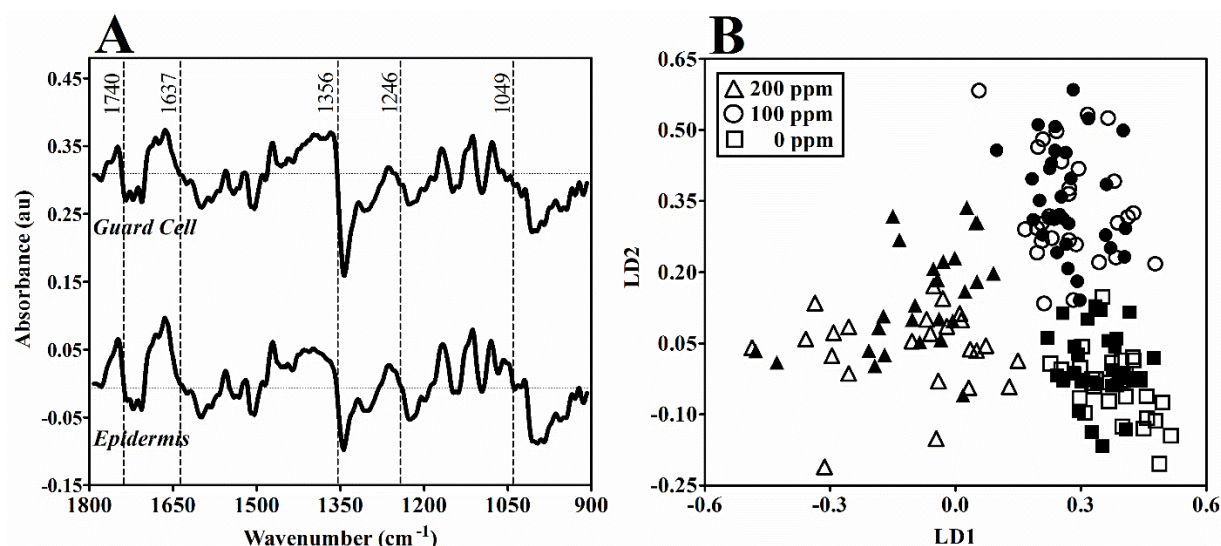 A
0.45
0.35
0.25
0.15
0.05
-0.05
-0.15
Absorbance (au)
1740
1637
1356
1246
1049
Guard Cell
Epidermis
1800
1650
1500
1350
1200
1050
900
Wavenumber (cm-1)
B
0.65
0.50
0.35
0.20
0.05
-0.10
-0.25
LD2
200 ppm
100 ppm
0 ppm
-0.6
-0.3
0.0
0.3
0.6
LD1